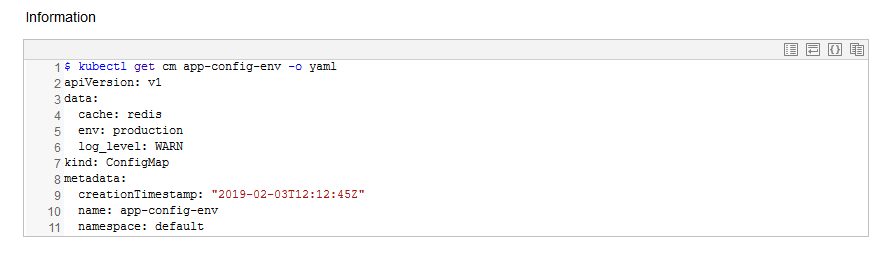 Information
1 $ kubectl get cm app-config-env -o yaml
2 apiVersion: v1
3 data:
4   cache: redis
5   env: production
6   log_level: WARN
7 kind: ConfigMap
8 metadata:
9   creationTimestamp: "2019-02-03T12:12:45Z"
10   name: app-config-env
11   namespace: default